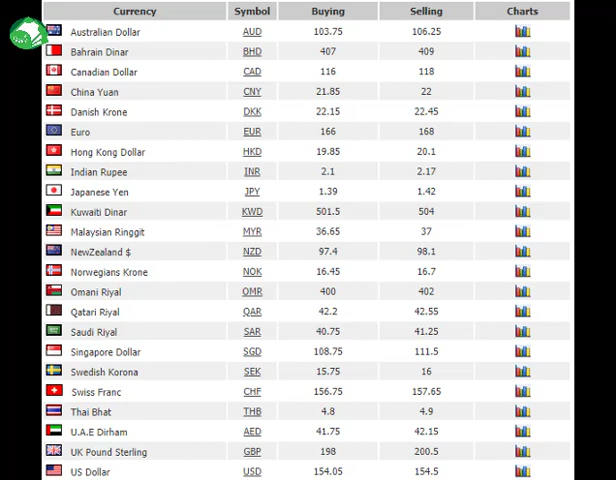 Currency Symbol Buying Selling Charts
Australian Dollar AUD 103.75 106.25
Bahrain Dinar BHD 407 409
Canadian Dollar CAD 116 118
China Yuan CNY 21.85 22
Danish Krone DKK 22.15 22.45
Euro EUR 166 168
Hong Kong Dollar HKD 19.85 20.1
Indian Rupee INR 2.1 2.17
Japanese Yen JPY 1.39 1.42
Kuwaiti Dinar KWD 501.5 504
Malaysian Ringgit MYR 36.65 37
NewZealand $ NZD 97.4 98.1
Norwegians Krone NOK 16.45 16.7
Omani Riyal OMR 400 402
Qatari Riyal QAR 42.2 42.55
Saudi Riyal SAR 40.75 41.25
Singapore Dollar SGD 108.75 111.5
Swedish Korona SEK 15.75 16
Swiss Franc CHF 156.75 157.65
Thai Bhat THB 4.8 4.9
U.A.E Dirham AED 41.75 42.15
UK Pound Sterling GBP 198 200.5
US Dollar USD 154.05 154.5